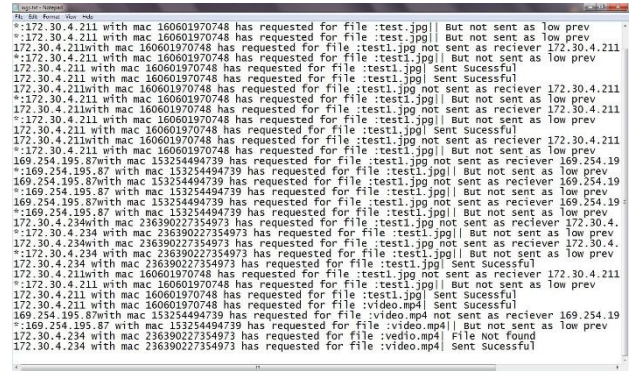 logs.txt - Notepad
File Edit Format View Help
*:172.30.4.211 with mac 160601970748 has requested for file :test.jpg|| But not sent as low prev
*:172.30.4.211 with mac 160601970748 has requested for file :test.jpg|| But not sent as low prev
172.30.4.211with mac 160601970748 has requested for file :test1.jpg not sent as reciever 172.30.4.211
*:172.30.4.211 with mac 160601970748 has requested for file :test1.jpg|| But not sent as low prev
172.30.4.211 with mac 160601970748 has requested for file :test1.jpg| Sent Sucessful
172.30.4.211 with mac 160601970748 has requested for file :test1.jpg| Sent Sucessful
172.30.4.211with mac 160601970748 has requested for file :test1.jpg not sent as reciever 172.30.4.211
*:172.30.4.211 with mac 160601970748 has requested for file :test1.jpg|| But not sent as low prev
172.30.4.211with mac 160601970748 has requested for file :test1.jpg not sent as reciever 172.30.4.211
*:172.30.4.211 with mac 160601970748 has requested for file :test1.jpg|| But not sent as low prev
172.30.4.211 with mac 160601970748 has requested for file :test1.jpg| Sent Sucessful
172.30.4.211with mac 160601970748 has requested for file :test1.jpg not sent as reciever 172.30.4.211
*:172.30.4.211 with mac 160601970748 has requested for file :test1.jpg|| But not sent as low prev
169.254.195.87with mac 153254494739 has requested for file :test1.jpg not sent as reciever 169.254.19
*:169.254.195.87 with mac 153254494739 has requested for file :test1.jpg|| But not sent as low prev
169.254.195.87with mac 153254494739 has requested for file :test1.jpg not sent as reciever 169.254.19
*:169.254.195.87 with mac 153254494739 has requested for file :test1.jpg|| But not sent as low prev
169.254.195.87with mac 153254494739 has requested for file :test1.jpg not sent as reciever 169.254.19
*:169.254.195.87 with mac 153254494739 has requested for file :test1.jpg|| But not sent as low prev
172.30.4.234with mac 236390227354973 has requested for file :test1.jpg not sent as reciever 172.30.4.
*:172.30.4.234 with mac 236390227354973 has requested for file :test1.jpg|| But not sent as low prev
172.30.4.234with mac 236390227354973 has requested for file :test1.jpg not sent as reciever 172.30.4.
*:172.30.4.234 with mac 236390227354973 has requested for file :test1.jpg|| But not sent as low prev
172.30.4.234 with mac 236390227354973 has requested for file :test1.jpg| Sent Sucessful
172.30.4.211with mac 160601970748 has requested for file :test1.jpg not sent as reciever 172.30.4.211
*:172.30.4.211 with mac 160601970748 has requested for file :test1.jpg|| But not sent as low prev
172.30.4.211 with mac 160601970748 has requested for file :test1.jpg| Sent Sucessful
172.30.4.211 with mac 160601970748 has requested for file :video.mp4| Sent Sucessful
169.254.195.87with mac 153254494739 has requested for file :video.mp4 not sent as reciever 169.254.19
*:169.254.195.87 with mac 153254494739 has requested for file :video.mp4|| But not sent as low prev
172.30.4.234 with mac 236390227354973 has requested for file :vedio.mp4| File Not found
172.30.4.234 with mac 236390227354973 has requested for file :video.mp4| Sent Sucessful